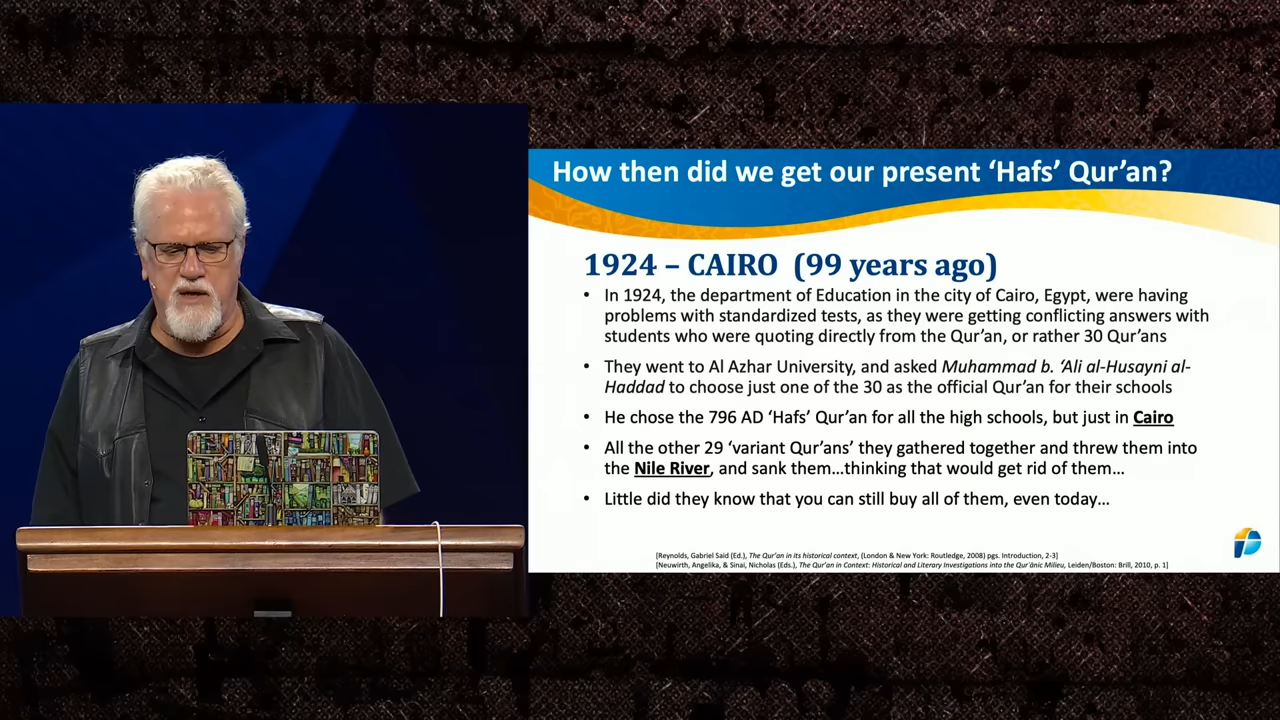 How then did we get our present ‘Hafs’ Qur’an?
1924 – CAIRO (99 years ago)
• In 1924, the department of Education in the city of Cairo, Egypt, were having
problems with standardized tests, as they were getting conflicting answers with
students who were quoting directly from the Qur’an, or rather 30 Qur’ans
• They went to Al Azhar University, and asked Muhammad b. ‘Ali al-Husayni al-
Haddad to choose just one of the 30 as the official Qur’an for their schools
• He chose the 796 AD ‘Hafs’ Qur’an for all the high schools, but just in Cairo
• All the other 29 ‘variant Qur’ans’ they gathered together and threw them into
the Nile River, and sank them…thinking that would get rid of them…
• Little did they know that you can still buy all of them, even today…
[Reynolds, Gabriel Said (Ed.), The Qur’an in its historical context, (London & New York: Routledge, 2008) pgs. Introduction, 2-3]
[Neuwirth, Angelika, & Sinai, Nicholas (Eds.), The Qur’an in Context: Historical and Literary Investigations into the Qurʾānic Milieu, Leiden/Boston: Brill, 2010, p. 1]